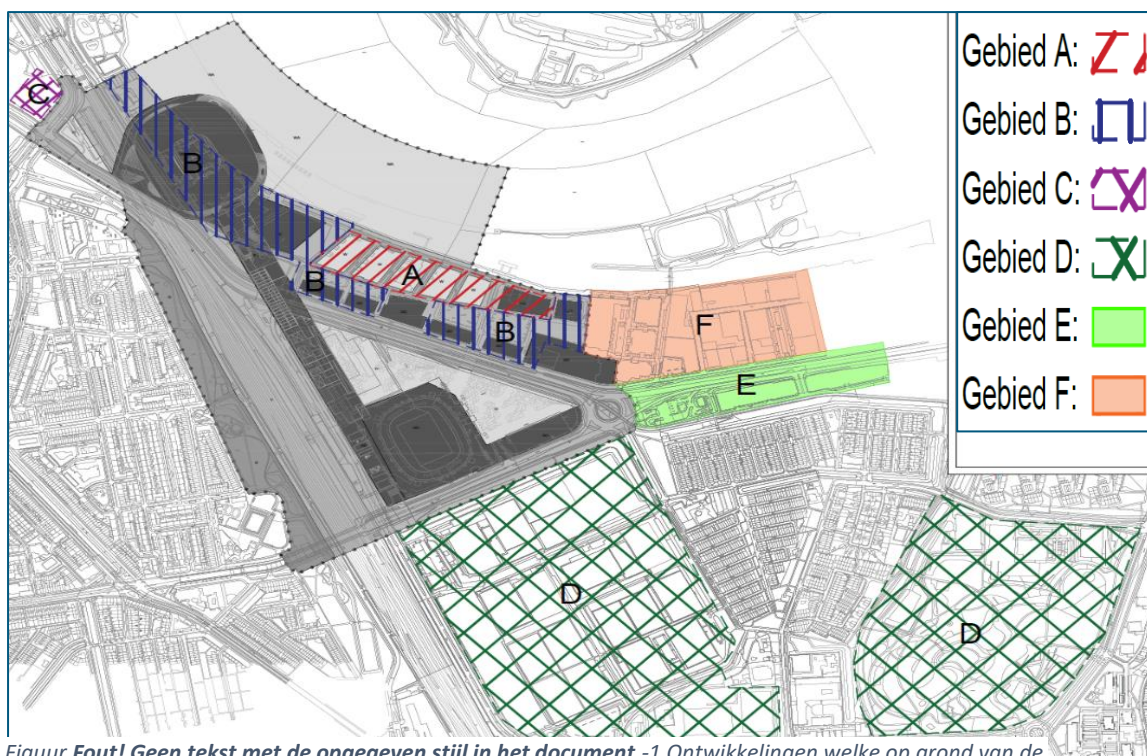 Gebied A:
Gebied B:
Gebied C:
Gebied D:
Gebied E:
Gebied F:
C
B
A
B
B
F
E
D
D
Figuur Fout! Geen tekst met de opgegeven stijl in het document.-1 Ontwikkelingen welke op grond van de